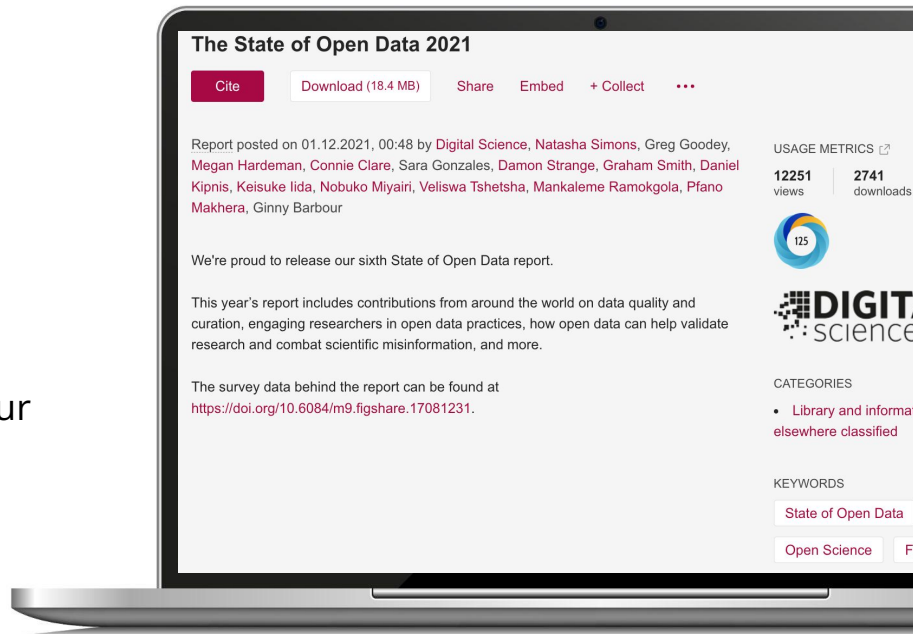 The State of Open Data 2021
Cite
Download (18.4 MB)
Share
Embed
+ Collect
Report posted on 01.12.2021, 00:48 by Digital Science, Natasha Simons, Greg Goodey,
Megan Hardeman, Connie Clare, Sara Gonzales, Damon Strange, Graham Smith, Daniel
Kipnis, Keisuke Iida, Nobuko Miyairi, Veliswa Tshetsha, Mankaleme Ramokgola, Pfano
Makhera, Ginny Barbour
We're proud to release our sixth State of Open Data report.
This year's report includes contributions from around the world on data quality and
curation, engaging researchers in open data practices, how open data can help validate
research and combat scientific misinformation, and more.
The survey data behind the report can be found at
https://doi.org/10.6084/m9.figshare.17081231.
USAGE METRICS
12251
views
2741
downloads
125
science
CATEGORIES
Library and
elsewhere classified
KEYWORDS
State of Open Data
Open Science